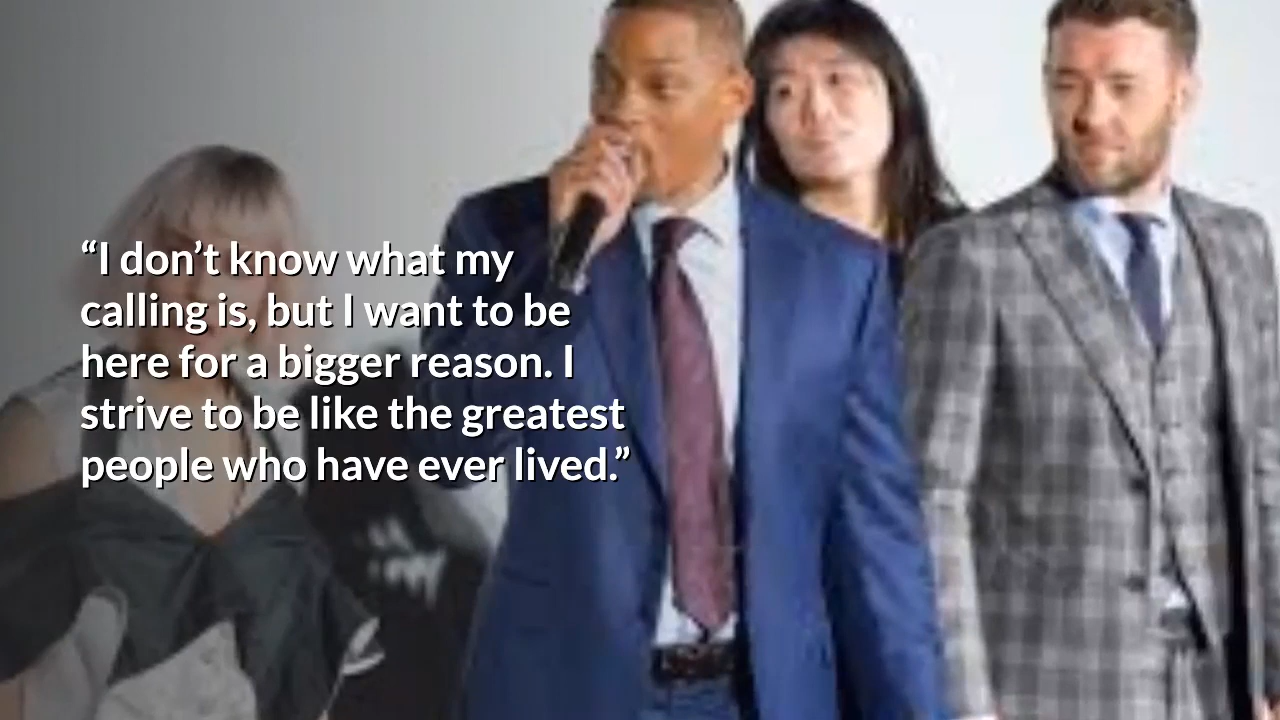 “I don’t know what my
calling is, but I want to be
here for a bigger reason. I
strive to be like the greatest
people who have ever lived.”